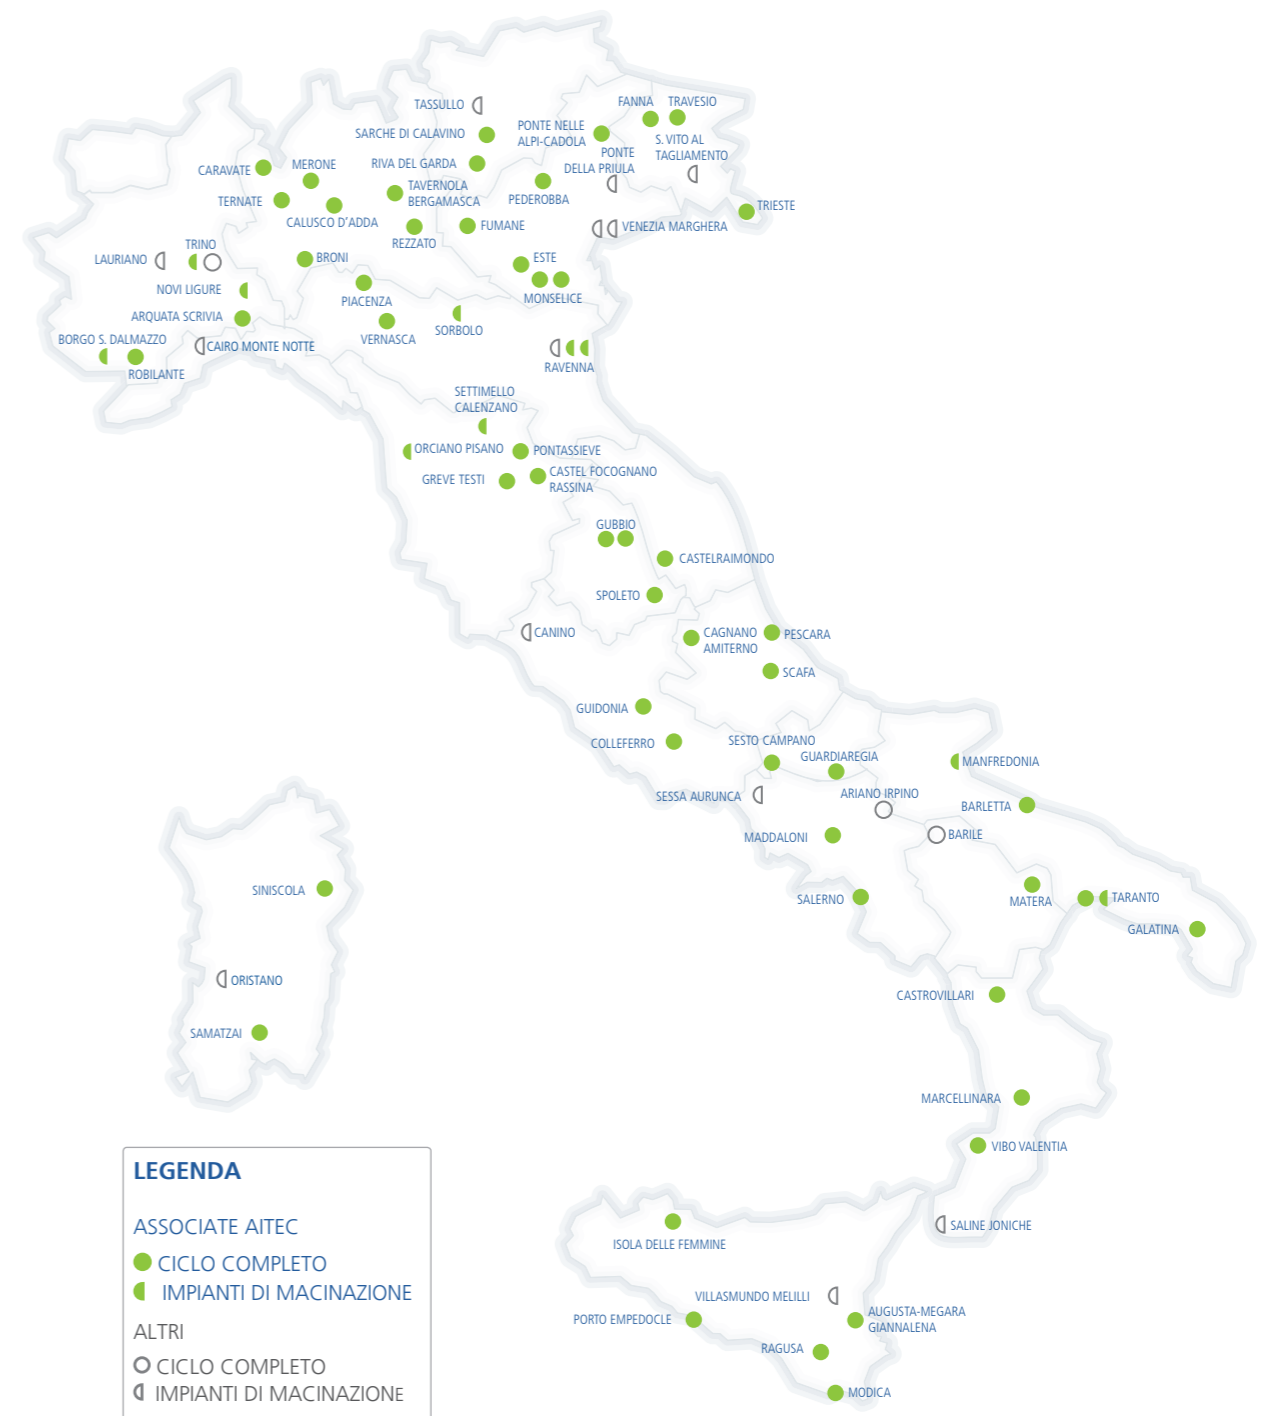 FANNA
TRAVESIO
TASSULLO
PONTE NELLE
ALPI-CADOLA
SARCHE DI CALAVINO
S. VITO AL
TAGLIAMENTO
PONTE
DELLA PRIULA
MERONE
RIVA DEL GARDA
CARAVATE
TAVERNOLA
BERGAMASCA
PEDEROBBA
TERNATE
TRIESTE
CALUSCO D'ADDA
FUMANE
VENEZIA MARGHERA
REZZATO
TRINO
LAURIANO
BRONI
ESTE
NOVI LIGURE
PIACENZA
MONSELICE
ARQUATA SCRIVIA
SORBOLO
BORGO S. DALMAZZO
VERNASCA
CAIRO MONTE NOTTE
RAVENNA
ROBILANTE
SETTIMELLO
CALENZANO
ORCIANO PISANO
PONTASSIEVE
GREVE TESTI
CASTEL FOCOGNANO
RASSINA
GUBBIO
CASTELRAIMONDO
SPOLETO
CANINO
CAGNANO
AMITERNO
PESCARA
SCAFA
GUIDONIA
COLLEFERRO
SESTO CAMPANO
GUARDIAREGIA
MANFREDONIA
SESSA AURUNCA
ARIANO IRPINO
BARLETTA
MADDALONI
BARILE
SINISCOLA
SALERNO
MATERA
TARANTO
GALATINA
ORISTANO
CASTROVILLARI
SAMATZAI
MARCELLINARA
VIBO VALENTIA
SALINE JONICHE
ISOLA DELLE FEMMINE
VILLASMUNDO MELILLI
PORTO EMPEDOCLE
AUGUSTA-MEGARA
GIANNALENA
RAGUSA
MODICA
LEGENDA
ASSOCIATE AITEC
CICLO COMPLETO
IMPIANTI DI MACINAZIONE
ALTRI
CICLO COMPLETO
IMPIANTI DI MACINAZIONE